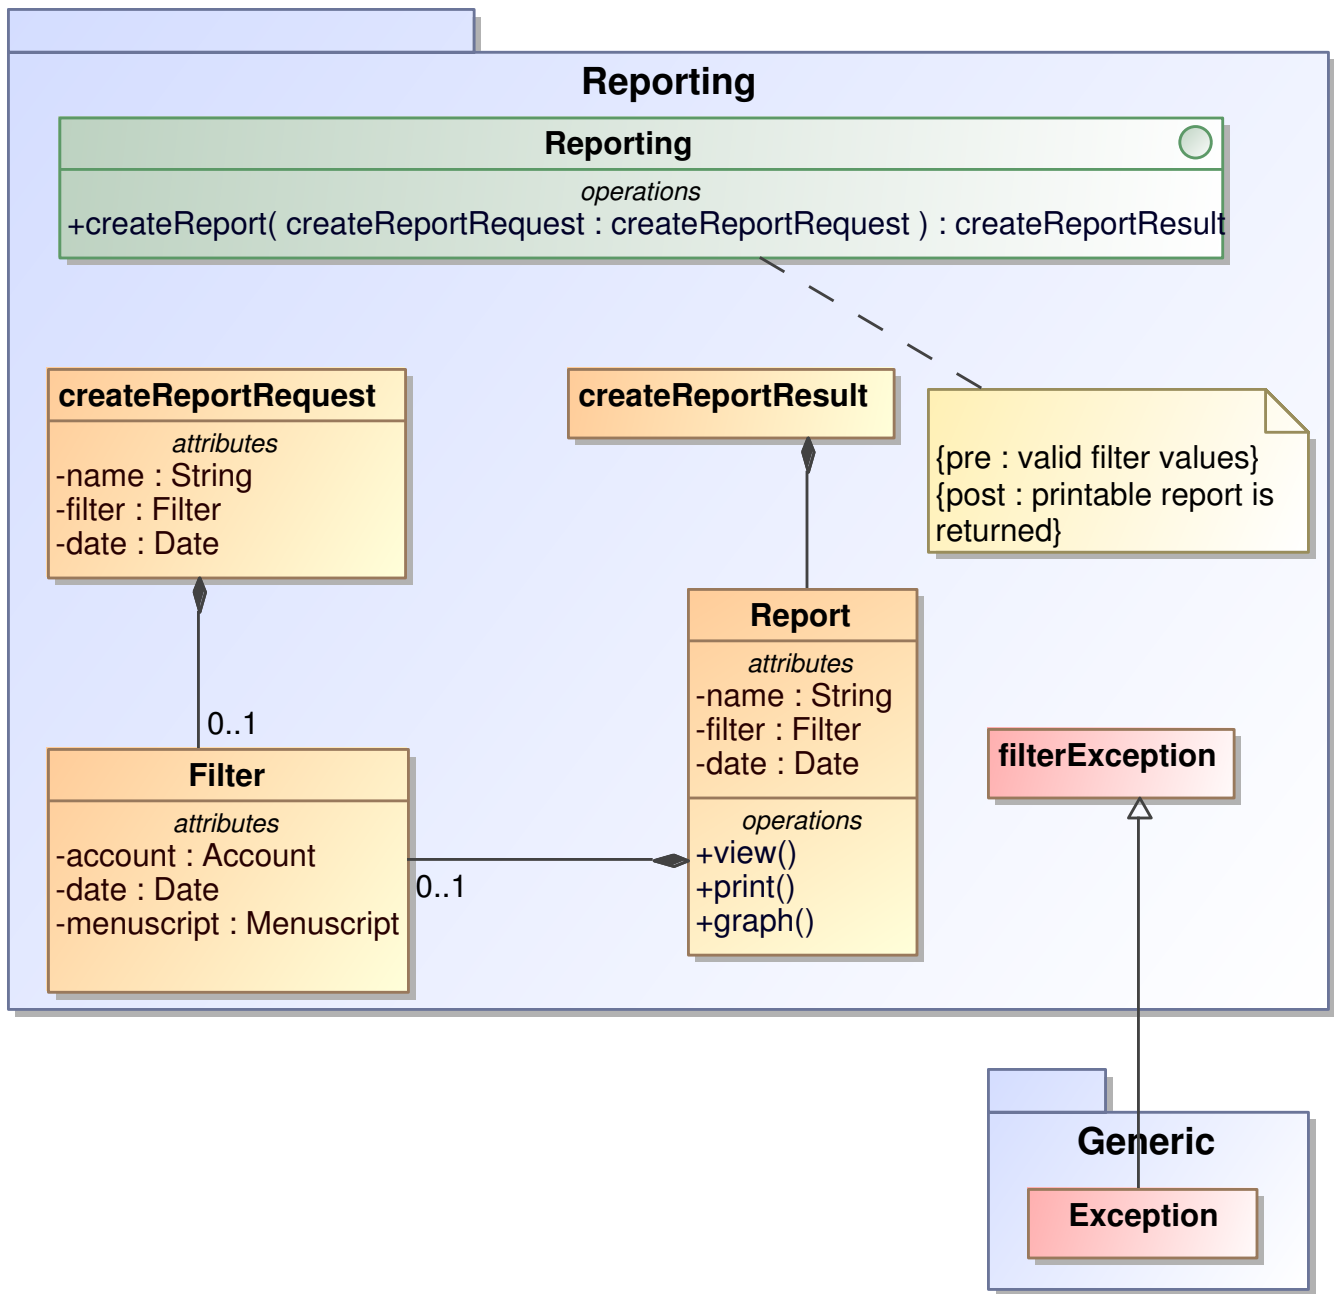 Reporting
Reporting
operations
+createReport( createReportRequest : createReportRequest ) : createReportResult
createReportRequest
attributes
-name : String
-filter : Filter
-date : Date
createReportResult
{pre : valid filter values}
{post : printable report is
returned}
Report
attributes
-name : String
-filter : Filter
-date : Date
operations
+view()
+print()
+graph()
0..1
Filter
attributes
-account : Account
-date : Date
-menuscript : Menuscript
0..1
filterException
Generic
Exception